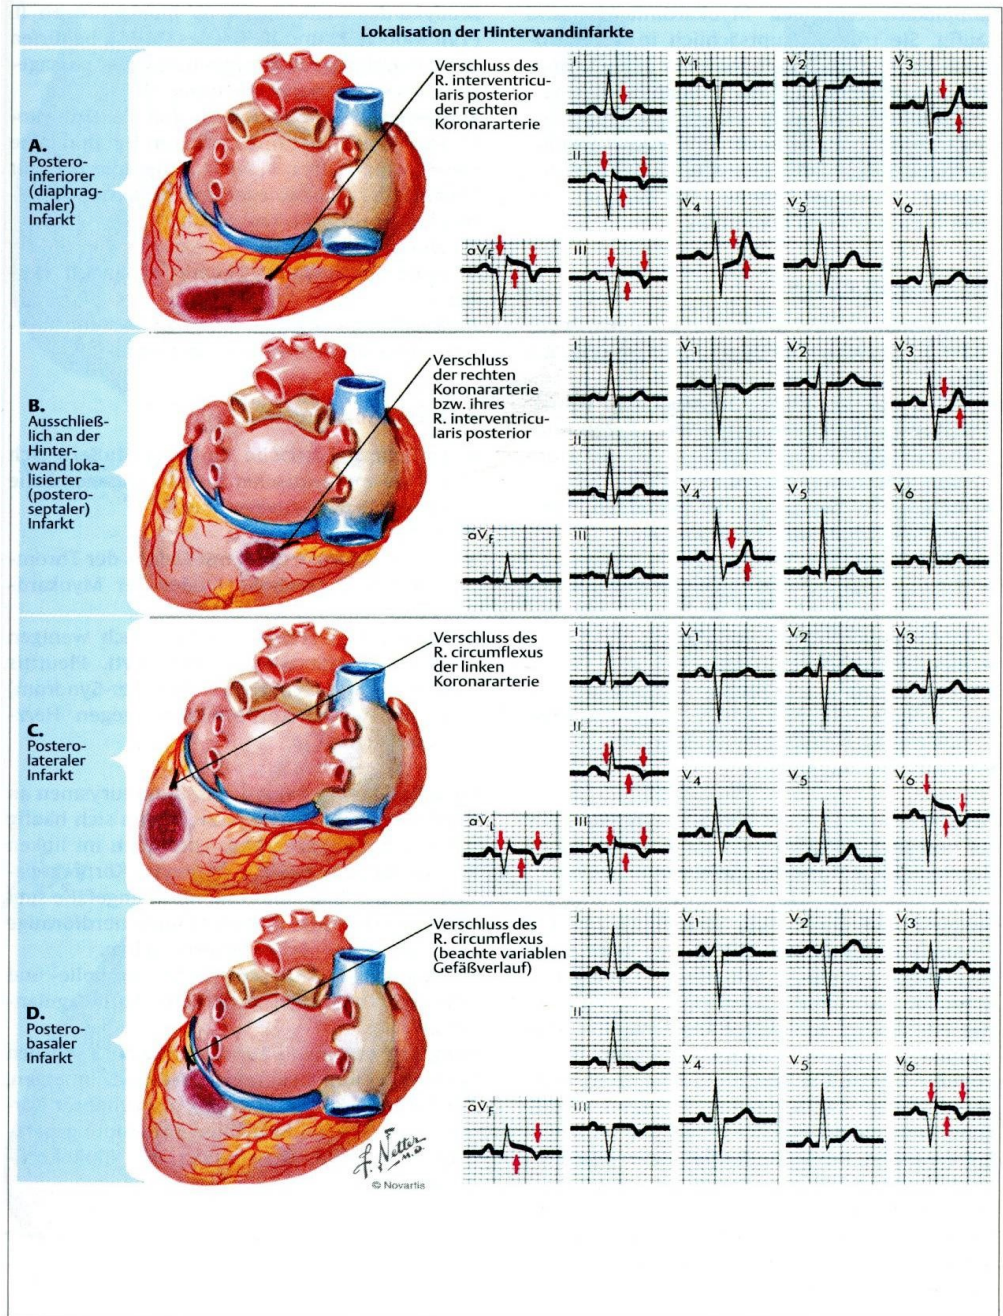 Lokalisation der Hinterwandinfarkte
A.
Postero-
inferiorer
(diaphrag-
maler)
Infarkt
Verschluss des
R. interventricu-
laris posterior
der rechten
Koronararterie
I
II
III
aVF
V1
V2
V3
V4
V5
V6
B.
Ausschließ-
lich an der
Hinter-
wand loka-
lisierter
(postero-
septaler)
Infarkt
Verschluss
der rechten
Koronararterie
bzw. ihres
R. interventricu-
laris posterior
I
II
III
aVF
V1
V2
V3
V4
V5
V6
C.
Postero-
lateraler
Infarkt
Verschluss des
R. circumflexus
der linken
Koronararterie
I
II
III
aVL
V1
V2
V3
V4
V5
V6
D.
Postero-
basaler
Infarkt
Verschluss des
R. circumflexus
(beachte variablen
Gefäßverlauf)
I
II
III
aVF
V1
V2
V3
V4
V5
V6
F. Netter
M.D.
© Novartis